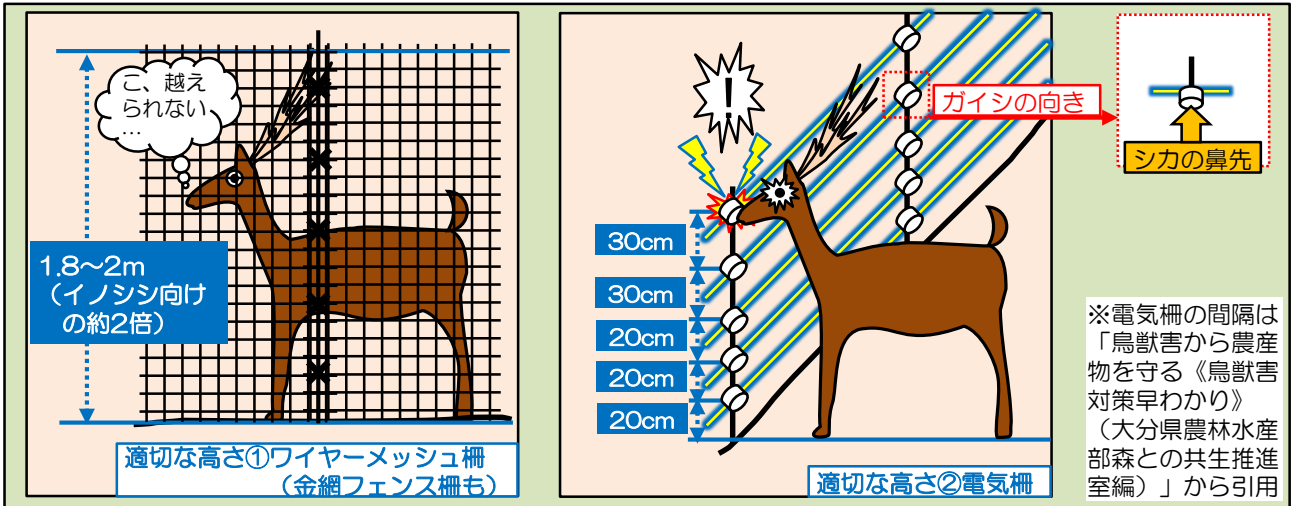 こ、越え
られない
…
1.8～2m
（イノシシ向け
の約2倍）
適切な高さ①ワイヤーメッシュ柵
（金網フェンス柵も）
!
30cm
30cm
20cm
20cm
20cm
適切な高さ②電気柵
ガイシの向き
シカの鼻先
※電気柵の間隔は
「鳥獣害から農産
物を守る《鳥獣害
対策早わかり》
（大分県農林水産
部森との共生推進
室編）」から引用